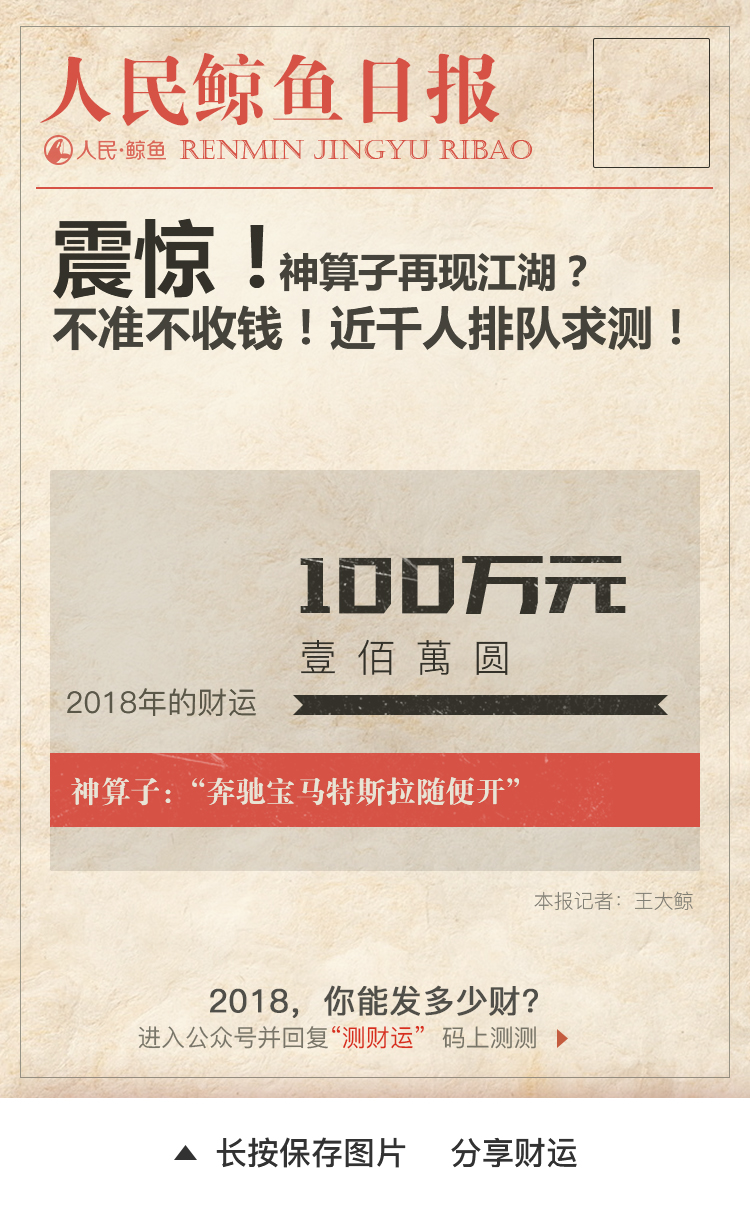 人民鲸鱼日报
人民·鲸鱼 RENMIN JINGYU RIBAO
震惊！神算子再现江湖？
不准不收钱！近千人排队求测！
100万元
壹佰萬圆
2018年的财运
神算子：“奔驰宝马特斯拉随便开”
本报记者：王大鲸
2018，你能发多少财？
进入公众号并回复“测财运” 码上测测
长按保存图片 分享财运